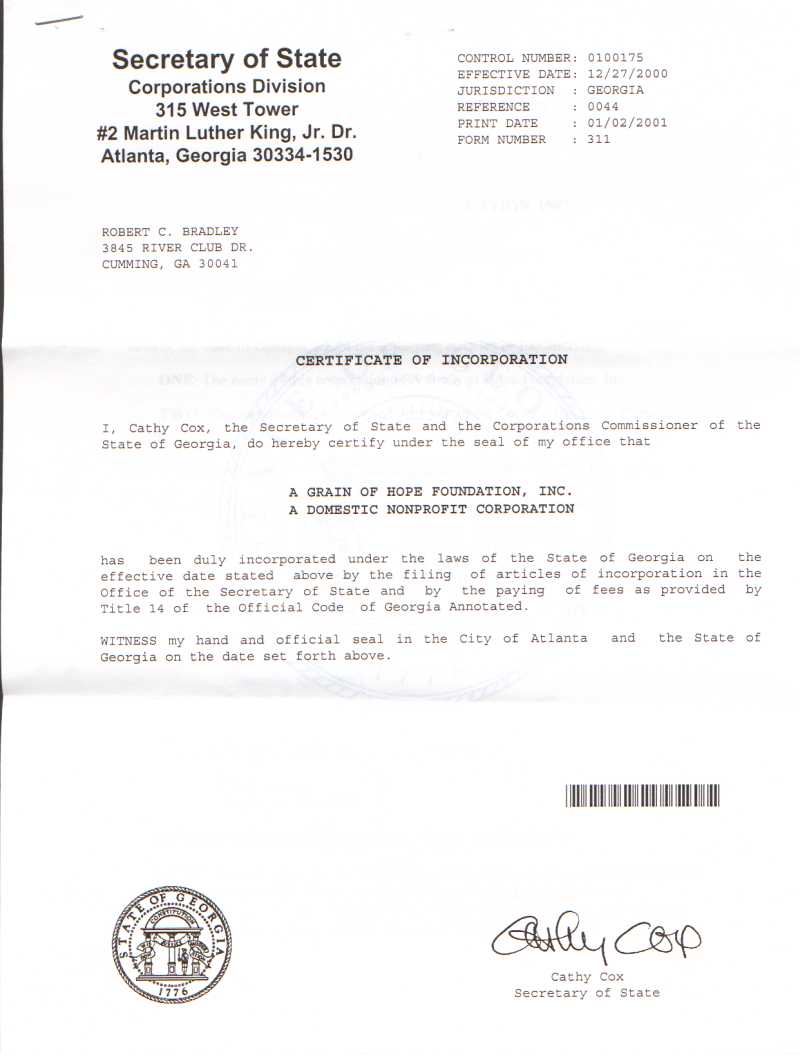 Secretary of State
Corporations Division
315 West Tower
#2 Martin Luther King, Jr. Dr.
Atlanta, Georgia 30334-1530
CONTROL NUMBER: 0100175
EFFECTIVE DATE: 12/27/2000
JURISDICTION : GEORGIA
REFERENCE : 0044
PRINT DATE : 01/02/2001
FORM NUMBER : 311
ROBERT C. BRADLEY
3845 RIVER CLUB DR.
CUMMING, GA 30041
CERTIFICATE OF INCORPORATION
I, Cathy Cox, the Secretary of State and the Corporations Commissioner of the
State of Georgia, do hereby certify under the seal of my office that
A GRAIN OF HOPE FOUNDATION, INC.
A DOMESTIC NONPROFIT CORPORATION
has been duly incorporated under the laws of the State of Georgia on the
effective date stated above by the filing of articles of incorporation in the
Office of the Secretary of State and by the paying of fees as provided by
Title 14 of the Official Code of Georgia Annotated.
WITNESS my hand and official seal in the City of Atlanta and the State of
Georgia on the date set forth above.
STATE OF GEORGIA
CONSTITUTION
1776
Cathy Cox
Cathy Cox
Secretary of State